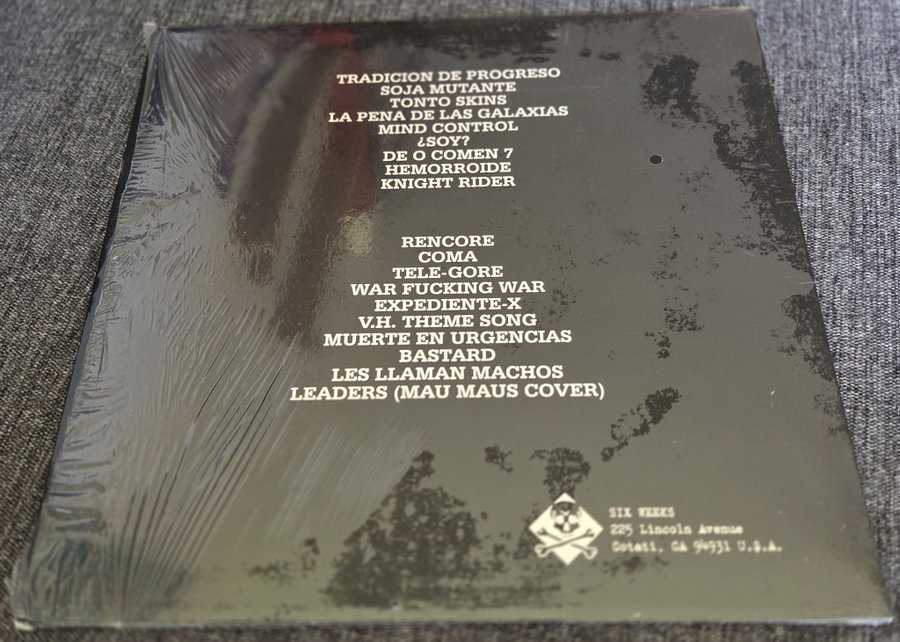 TRADICION DE PROGRESO
SOJA MUTANTE
TONTO SKINS
LA PENA DE LAS GALAXIAS
MIND CONTROL
¿SOY?
DE O COMEN 7
HEMORROIDE
KNIGHT RIDER
RENCORE
COMA
TELE-GORE
WAR FUCKING WAR
EXPEDIENTE-X
V.H. THEME SONG
MUERTE EN URGENCIAS
BASTARD
LES LLAMAN MACHOS
LEADERS (MAU MAUS COVER)
SIX WEEKS
225 Lincoln Avenue
Cotati, CA 94931 U.S.A.